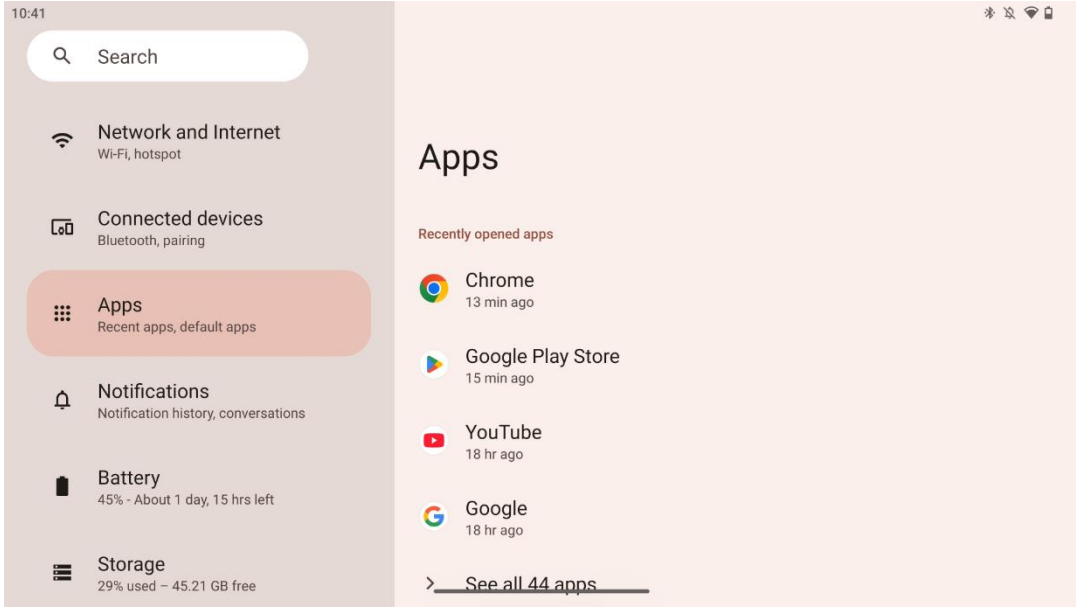 10:41
Search
Network and Internet
Wi-Fi, hotspot
Connected devices
Bluetooth, pairing
Apps
Recent apps, default apps
Notifications
Notification history, conversations
Battery
45% - About 1 day, 15 hrs left
Storage
29% used – 45.21 GB free
Apps
Recently opened apps
Chrome
13 min ago
Google Play Store
15 min ago
YouTube
18 hr ago
Google
18 hr ago
See all 44 apps